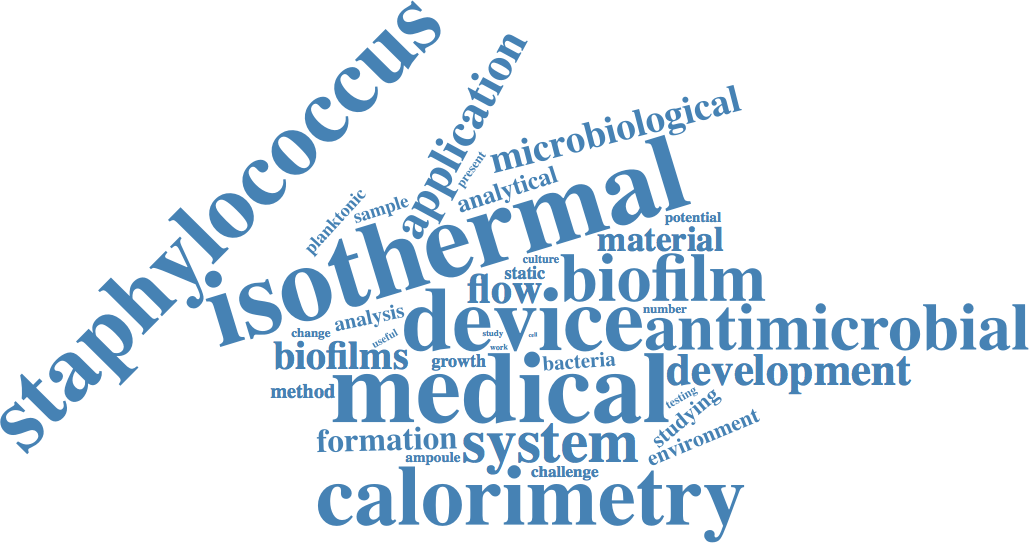 staphylococcus
application
microbiological
present
analytical
planktonic
sample
isothermal
potential
material
culture
static
biofilm
flow
number
device
antimicrobial
analysis
change
useful
study
cell
work
biofilms
growth
bacteria
development
method
medical
testing
studying
environment
formation
system
ampoule
challenge
calorimetry